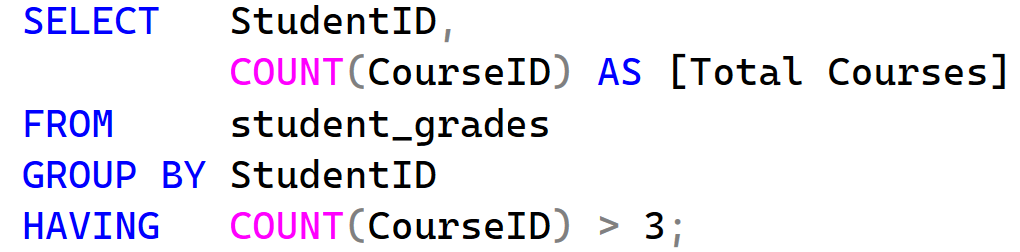 SELECT   StudentID,
         COUNT(CourseID) AS [Total Courses]
FROM     student_grades
GROUP BY StudentID
HAVING   COUNT(CourseID) > 3;